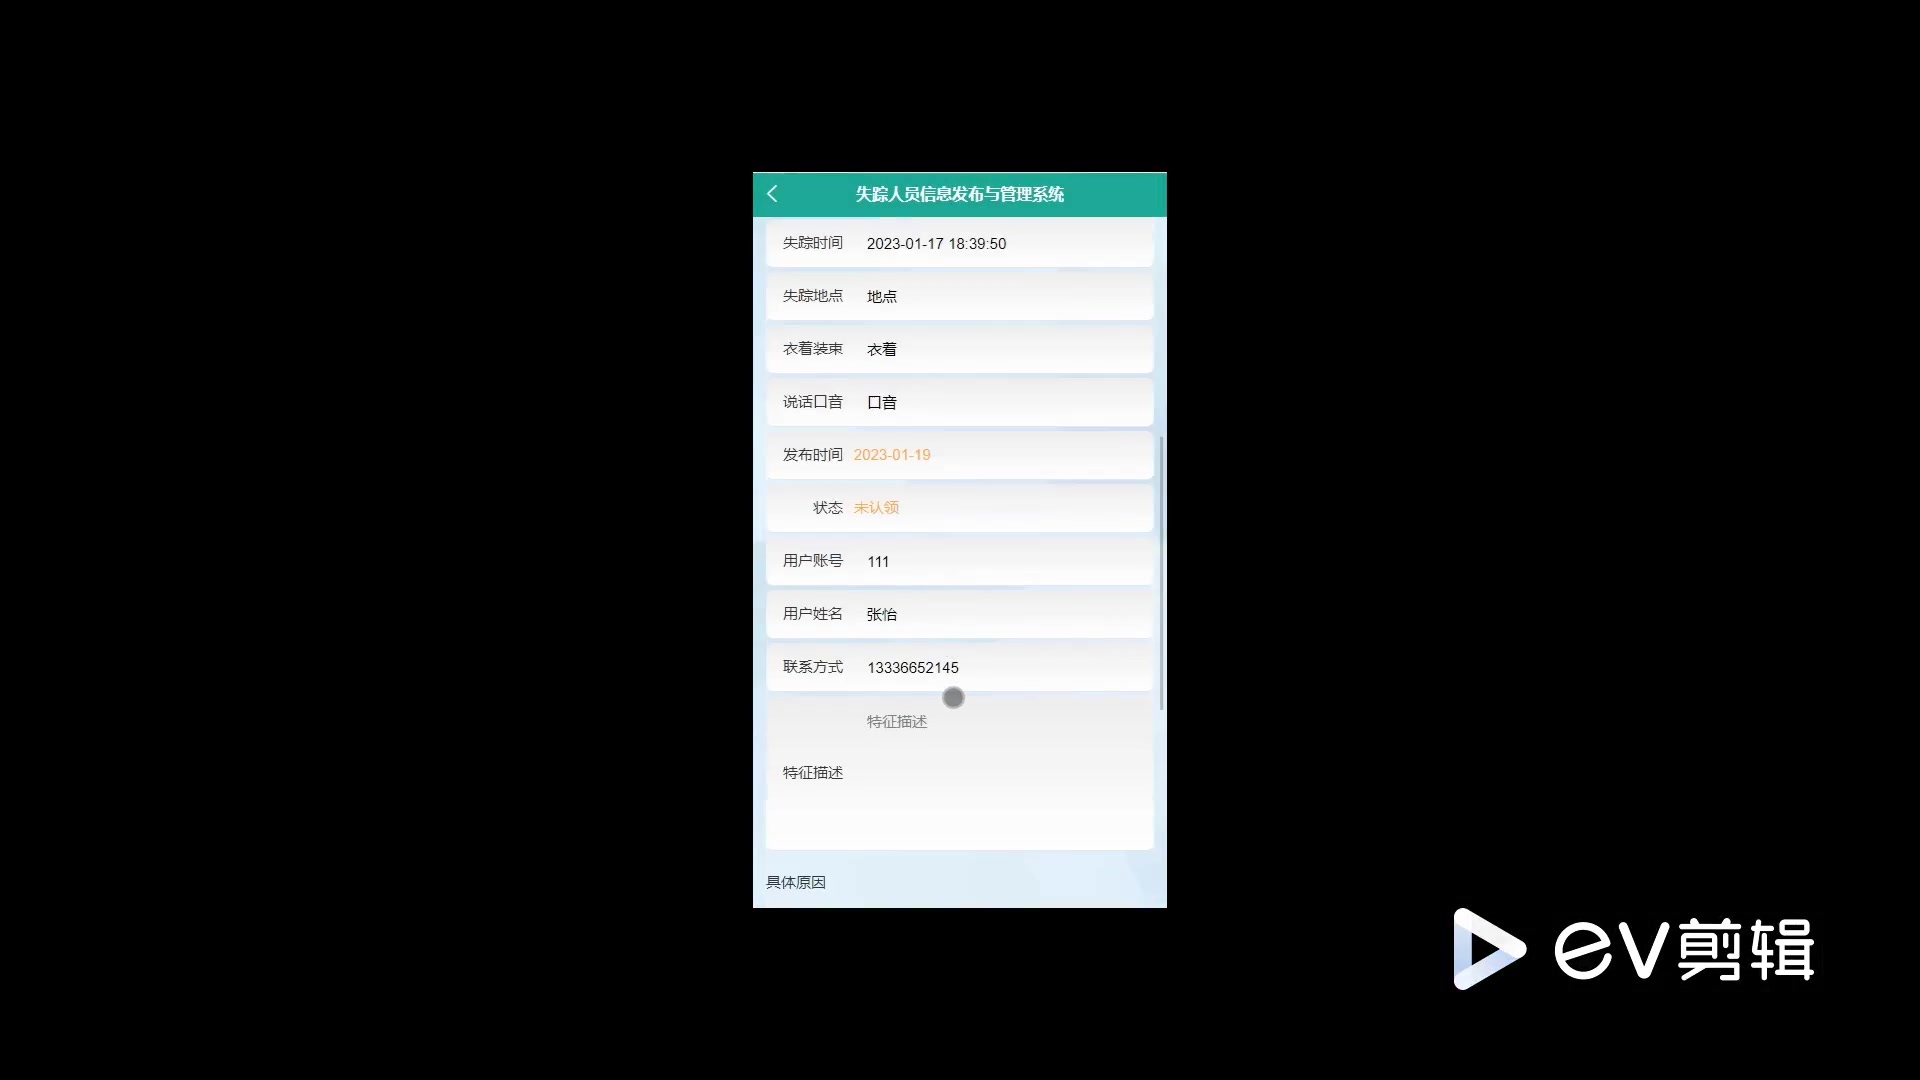 失踪人员信息发布与管理系统
失踪时间 2023-01-17 18:39:50
失踪地点 地点
衣着装束 衣着
说话口音 口音
发布时间 2023-01-19
状态 未认领
用户账号 111
用户姓名 张怡
联系方式 13336652145
特征描述
特征描述
具体原因
ev剪辑